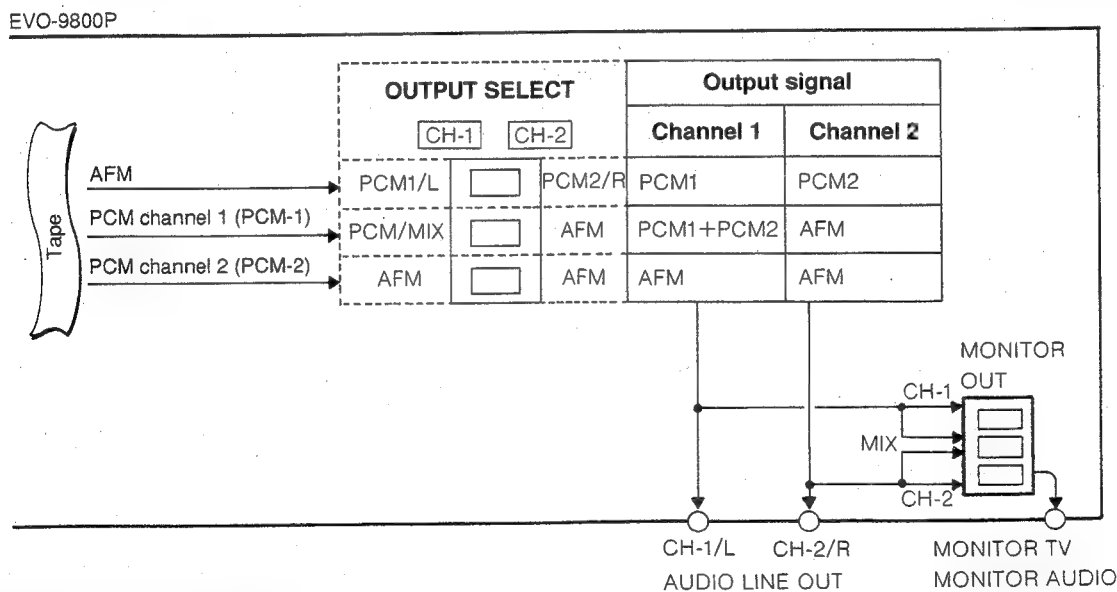 EVO-9800P
OUTPUT SELECT
Output signal
CH-1 CH-2
Channel 1 Channel 2
Tape
AFM
PCM channel 1 (PCM-1)
PCM channel 2 (PCM-2)
PCM1/L PCM2/R PCM1 PCM2
PCM/MIX AFM PCM1+PCM2 AFM
AFM AFM AFM AFM
MONITOR
OUT
CH-1
MIX
CH-2
CH-1/L CH-2/R MONITOR TV
AUDIO LINE OUT MONITOR AUDIO